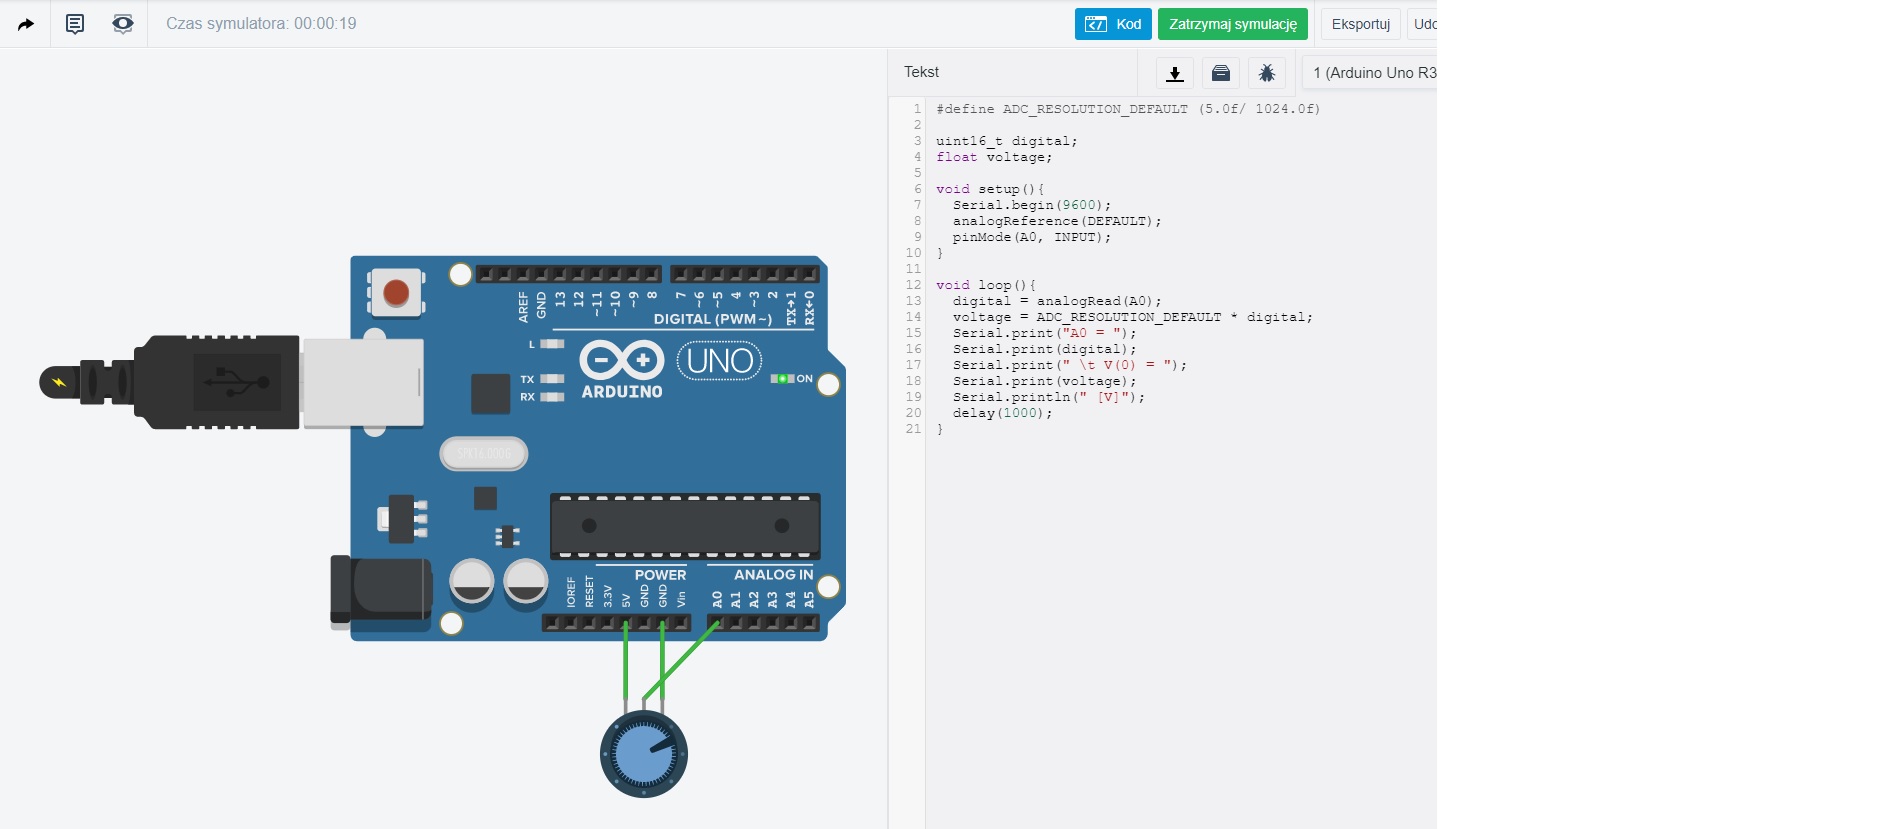 Czas symulatora: 00:00:19
Kod
Zatrzymaj symulację
Eksportuj
Udo
Tekst
1 (Arduino Uno R3
1 #define ADC_RESOLUTION_DEFAULT (5.0f/ 1024.0f)
2
3 uint16_t digital;
4 float voltage;
5
6 void setup(){
7   Serial.begin(9600);
8   analogReference(DEFAULT);
9   pinMode(A0, INPUT);
10 }
11
12 void loop(){
13   digital = analogRead(A0);
14   voltage = ADC_RESOLUTION_DEFAULT * digital;
15   Serial.print("A0 = ");
16   Serial.print(digital);
17   Serial.print(" \t V(0) = ");
18   Serial.print(voltage);
19   Serial.println(" [V]");
20   delay(1000);
21 }
AREF
GND
13
12
~11
~10
~9
8
7
~6
~5
4
~3
2
TX→1
RX←0
DIGITAL (PWM~)
L
TX
RX
UNO
ON
ARDUINO
SPK16.000G
POWER
ANALOG IN
IOREF
RESET
3.3V
5V
GND
GND
Vin
A0
A1
A2
A3
A4
A5